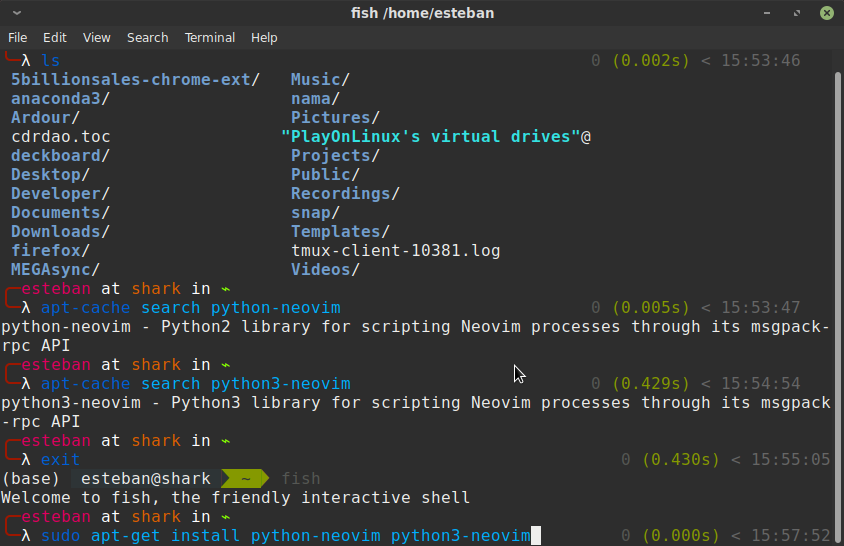 fish /home/esteban
File Edit View Search Terminal Help
λ ls 0 (0.002s) < 15:53:46
5billionsales-chrome-ext/ Music/
anaconda3/ nama/
Ardour/ Pictures/
cdrdao.toc "PlayOnLinux's virtual drives"@
deckboard/ Projects/
Desktop/ Public/
Developer/ Recordings/
Documents/ snap/
Downloads/ Templates/
firefox/ tmux-client-10381.log
MEGAsync/ Videos/
esteban at shark in ~
λ apt-cache search python-neovim 0 (0.005s) < 15:53:47
python-neovim - Python2 library for scripting Neovim processes through its msgpack-
rpc API
esteban at shark in ~
λ apt-cache search python3-neovim 0 (0.429s) < 15:54:54
python3-neovim - Python3 library for scripting Neovim processes through its msgpack
-rpc API
esteban at shark in ~
λ exit 0 (0.430s) < 15:55:05
(base) esteban@shark ~ fish
Welcome to fish, the friendly interactive shell
esteban at shark in ~
λ sudo apt-get install python-neovim python3-neovim 0 (0.000s) < 15:57:52